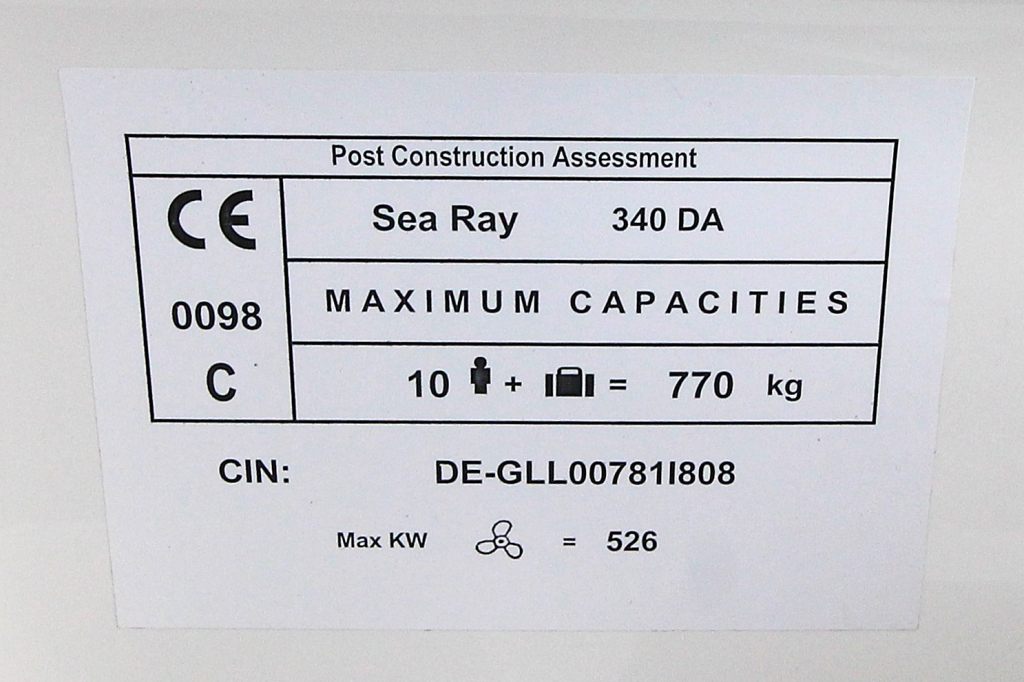 Post Construction Assessment
CE
0098
C
Sea Ray 340 DA
MAXIMUM CAPACITIES
10 + = 770 kg
CIN: DE-GLL00781I808
Max KW = 526